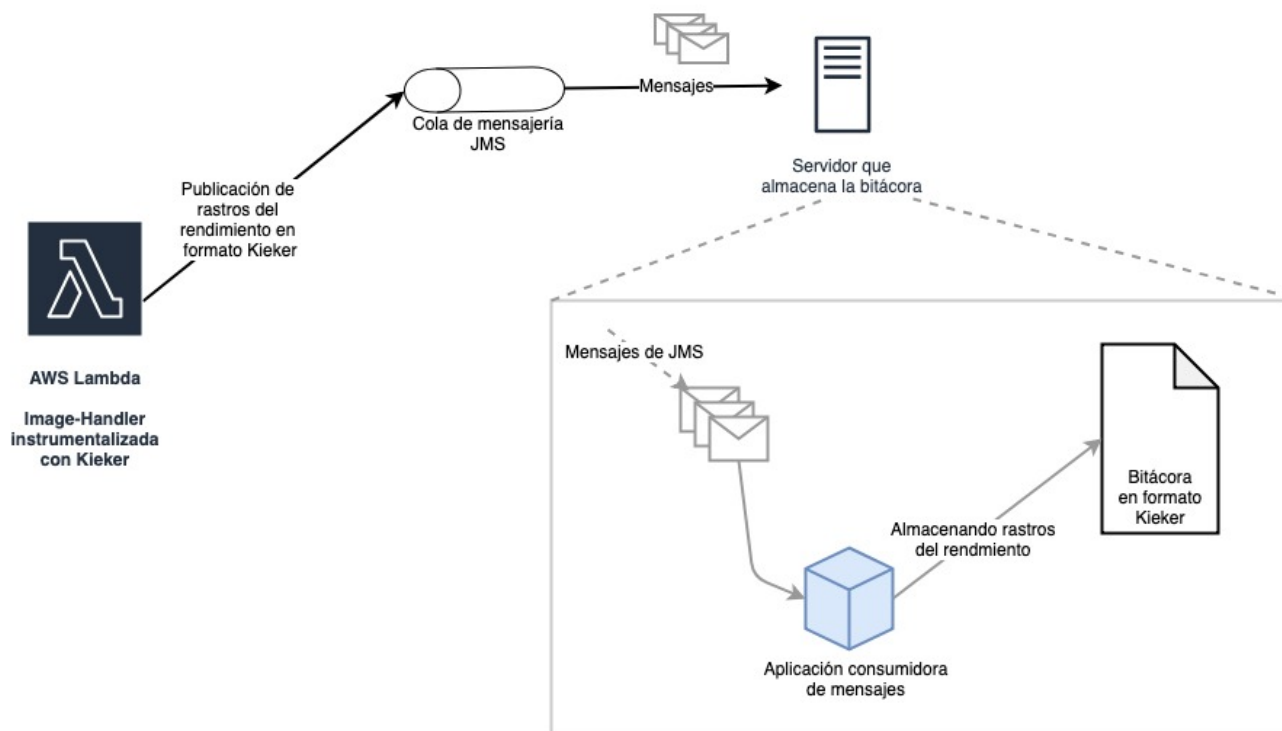 Mensajes
Cola de mensajería
JMS
Servidor que
almacena la bitácora
Publicación de
rastros del
rendimiento en
formato Kieker
AWS Lambda
Image-Handler
instrumentalizada
con Kieker
Mensajes de JMS
Bitácora
en formato
Kieker
Almacenando rastros
del rendmiento
Aplicación consumidora
de mensajes